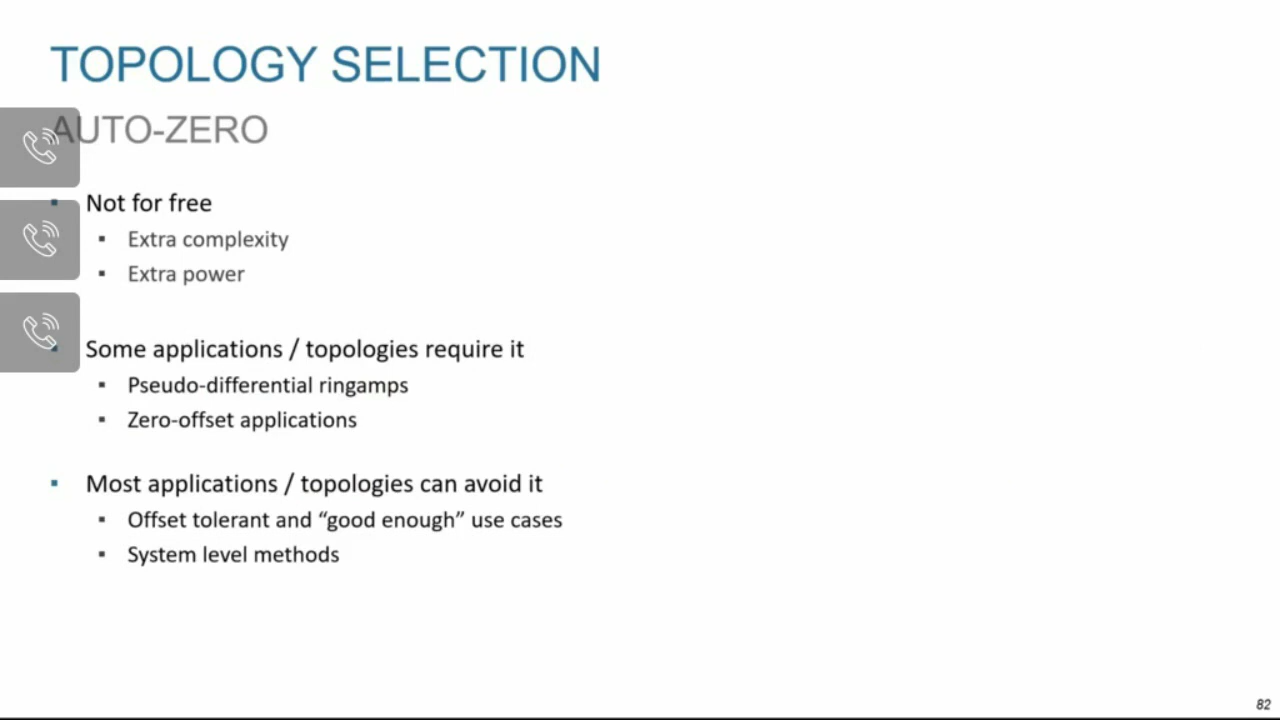 TOPOLOGY SELECTION
AUTO-ZERO
Not for free
Extra complexity
Extra power
Some applications / topologies require it
Pseudo-differential ringamps
Zero-offset applications
Most applications / topologies can avoid it
Offset tolerant and “good enough” use cases
System level methods
82